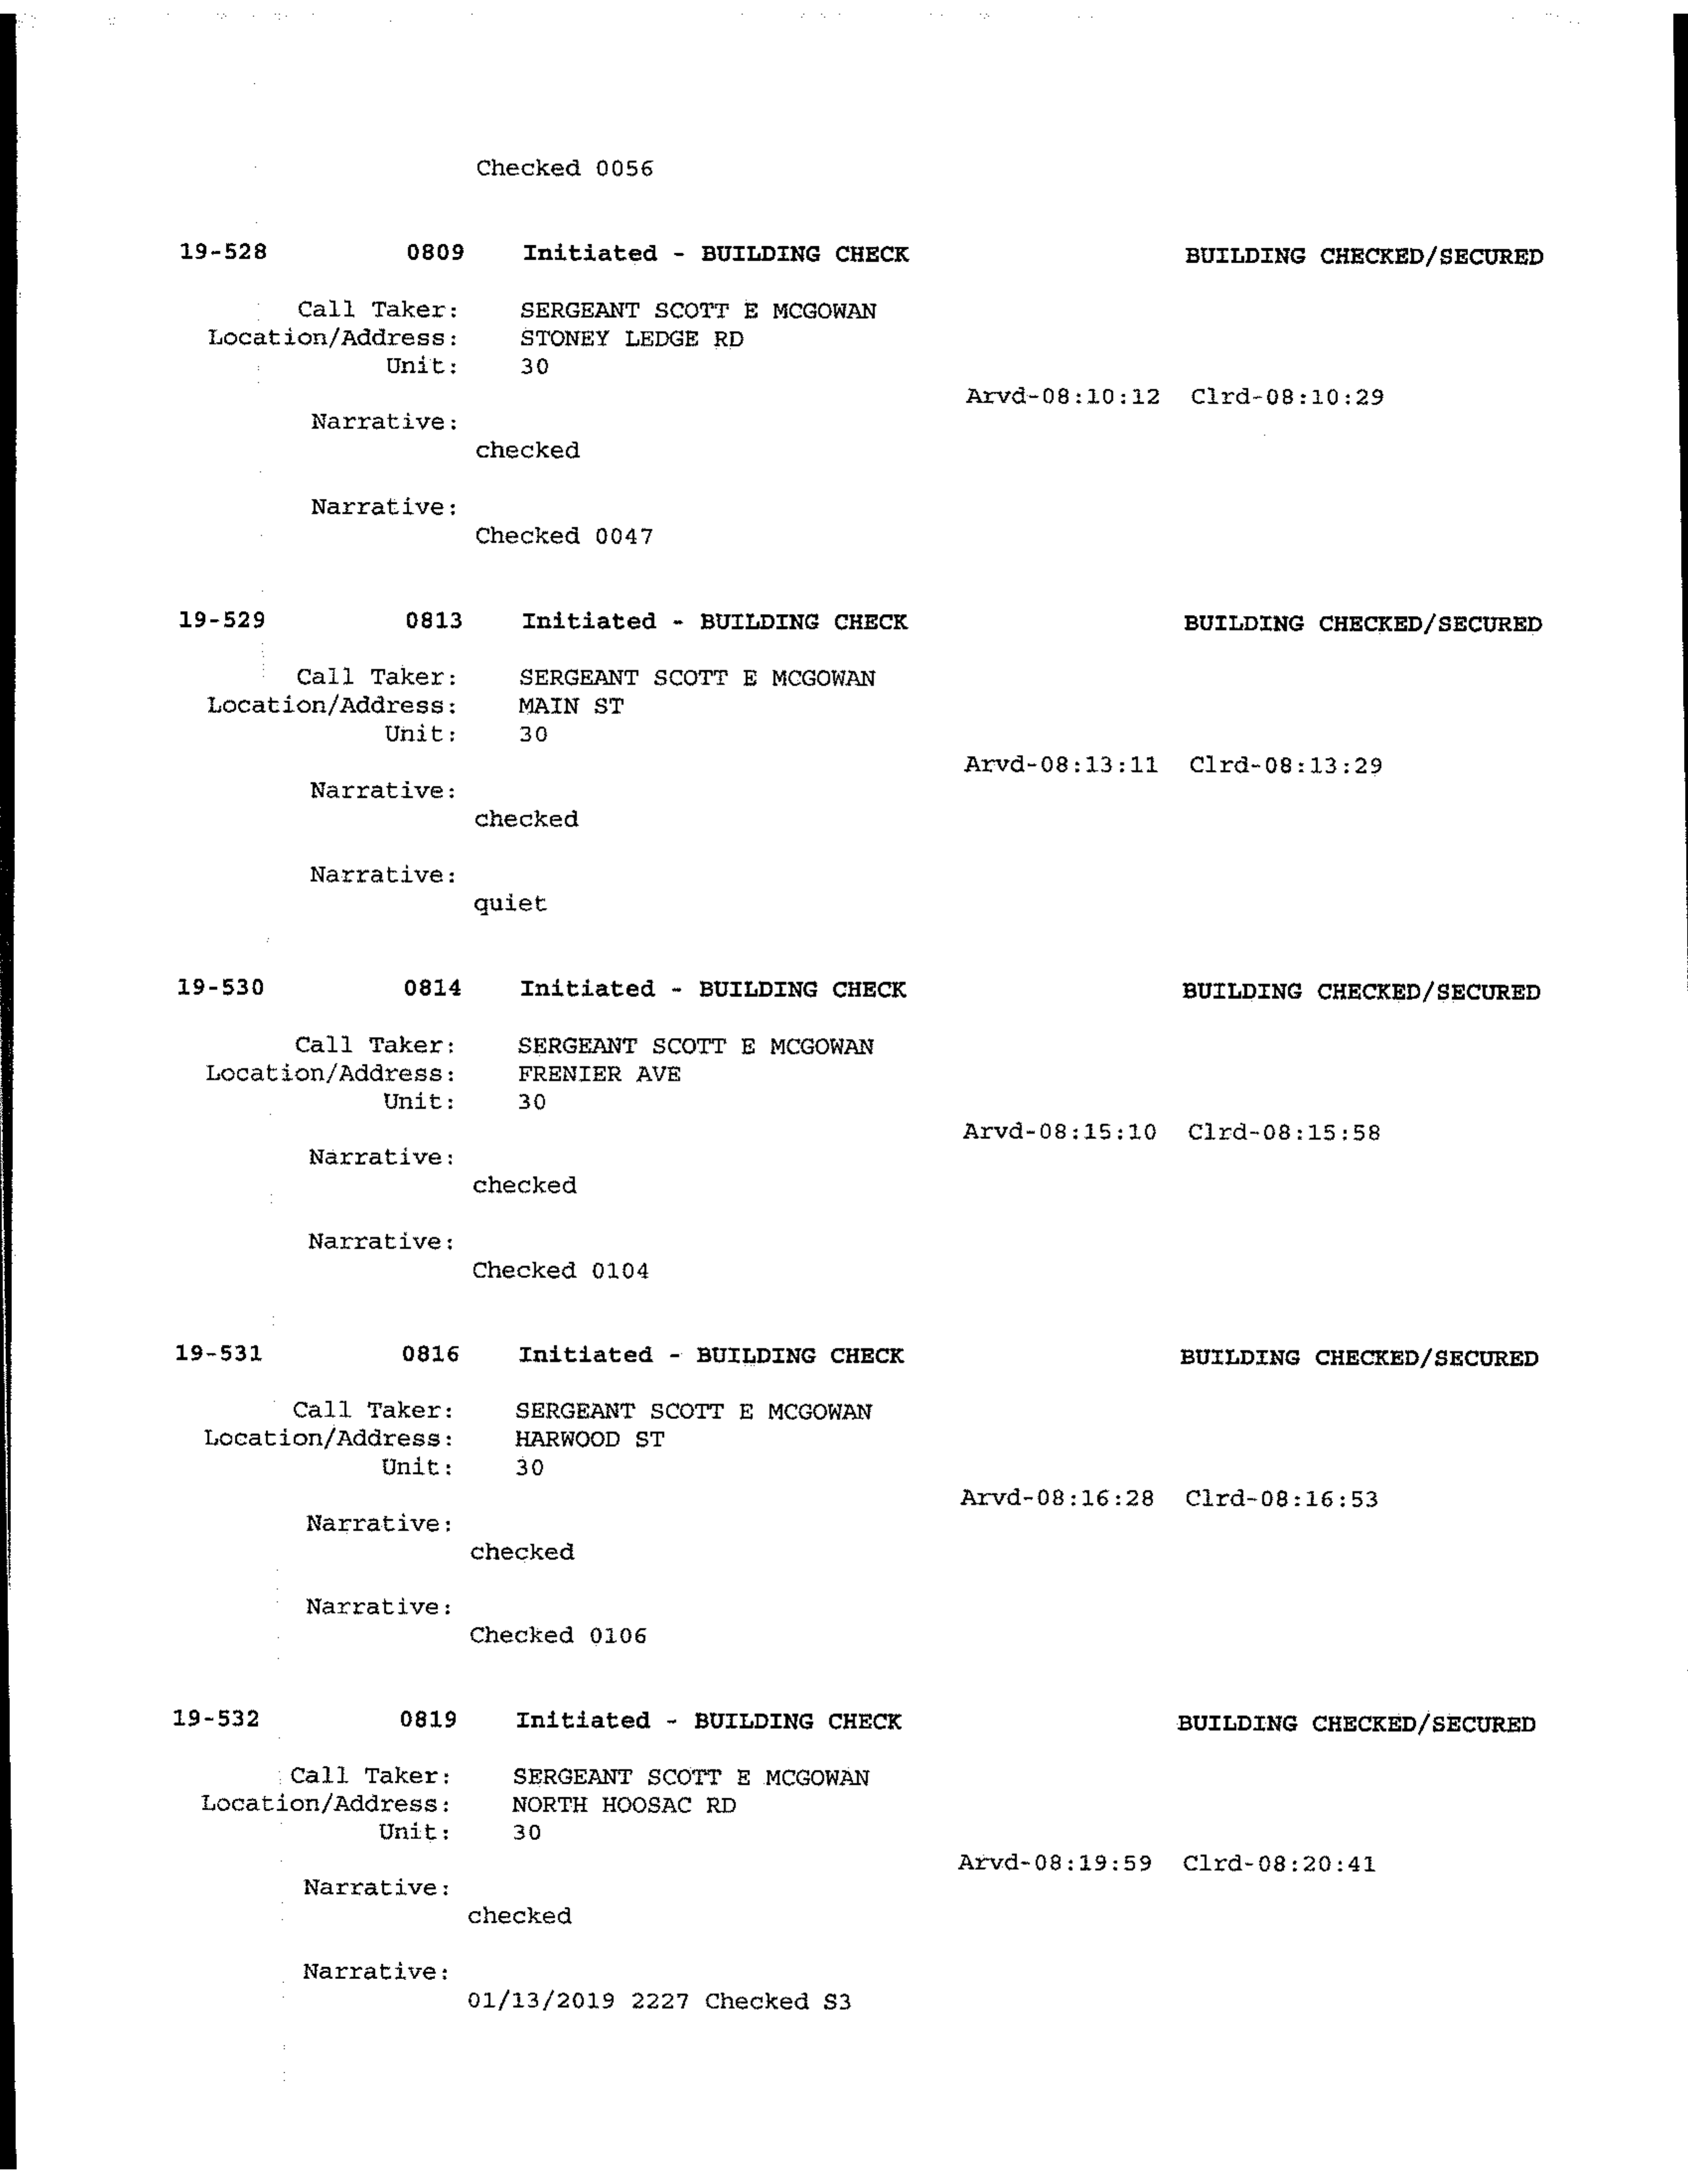 Checked 0056
19-528 0809 Initiated - BUILDING CHECK BUILDING CHECKED/SECURED
Call Taker: SERGEANT SCOTT E MCGOWAN
Location/Address: STONEY LEDGE RD
Unit: 30
Arvd-08:10:12 Clrd-08:10:29
Narrative:
checked
Narrative:
Checked 0047
19-529 0813 Initiated - BUILDING CHECK BUILDING CHECKED/SECURED
Call Taker: SERGEANT SCOTT E MCGOWAN
Location/Address: MAIN ST
Unit: 30
Arvd-08:13:11 Clrd-08:13:29
Narrative:
checked
Narrative:
quiet
19-530 0814 Initiated - BUILDING CHECK BUILDING CHECKED/SECURED
Call Taker: SERGEANT SCOTT E MCGOWAN
Location/Address: FRENIER AVE
Unit: 30
Arvd-08:15:10 Clrd-08:15:58
Narrative:
checked
Narrative:
Checked 0104
19-531 0816 Initiated - BUILDING CHECK BUILDING CHECKED/SECURED
Call Taker: SERGEANT SCOTT E MCGOWAN
Location/Address: HARWOOD ST
Unit: 30
Arvd-08:16:28 Clrd-08:16:53
Narrative:
checked
Narrative:
Checked 0106
19-532 0819 Initiated - BUILDING CHECK BUILDING CHECKED/SECURED
Call Taker: SERGEANT SCOTT E MCGOWAN
Location/Address: NORTH HOOSAC RD
Unit: 30
Arvd-08:19:59 Clrd-08:20:41
Narrative:
checked
Narrative:
01/13/2019 2227 Checked S3